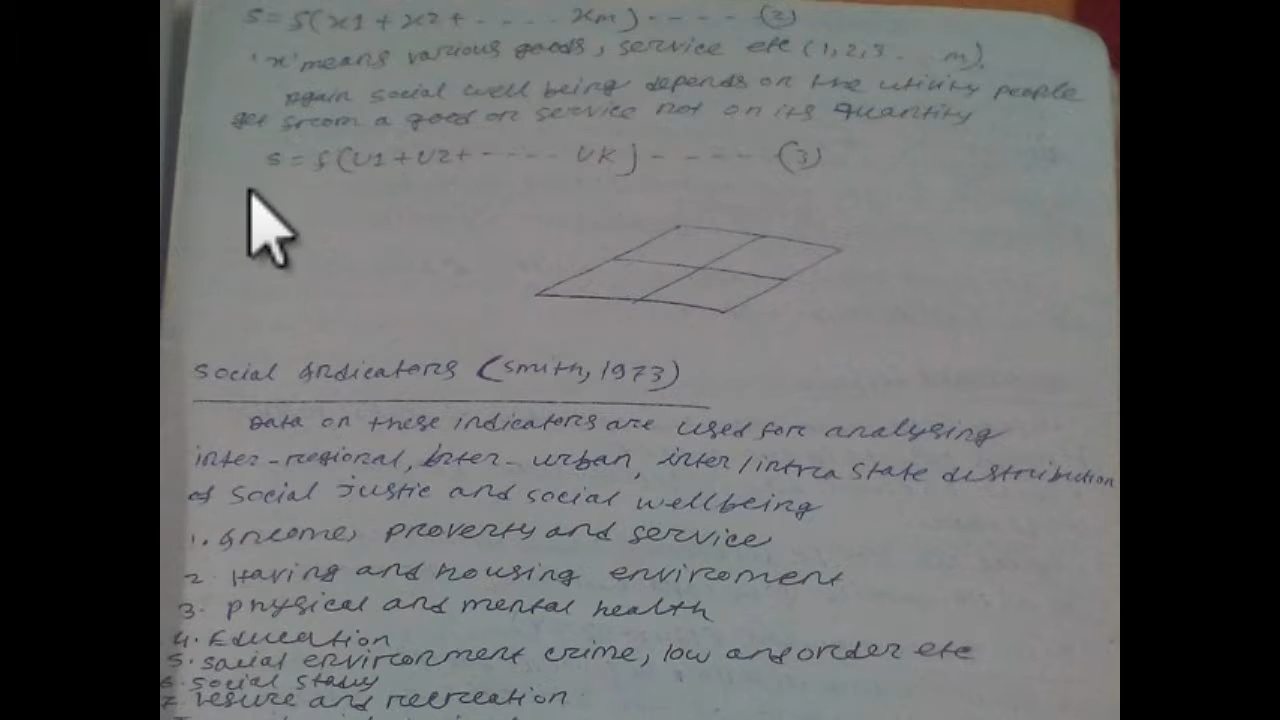 S = f(x1 + x2 + ..... xm) ----- (2)
'x' means various goods, service etc (1,2,3 .. m).
Again social well being depends on the utility people
get from a good or service not on its quantity
S = f(U1 + U2 + ----- UK) ----- (3)
Social Indicators (Smith, 1973)
Data on these indicators are used for analysing
inter-regional, inter-urban, inter/intra state distribution
of social justic and social wellbeing
1. Income, proverty and service
2. Having and housing enviroment
3. physical and mental health
4. Education
5. social environment crime, low and order etc
6. social
7. lesure and recreation